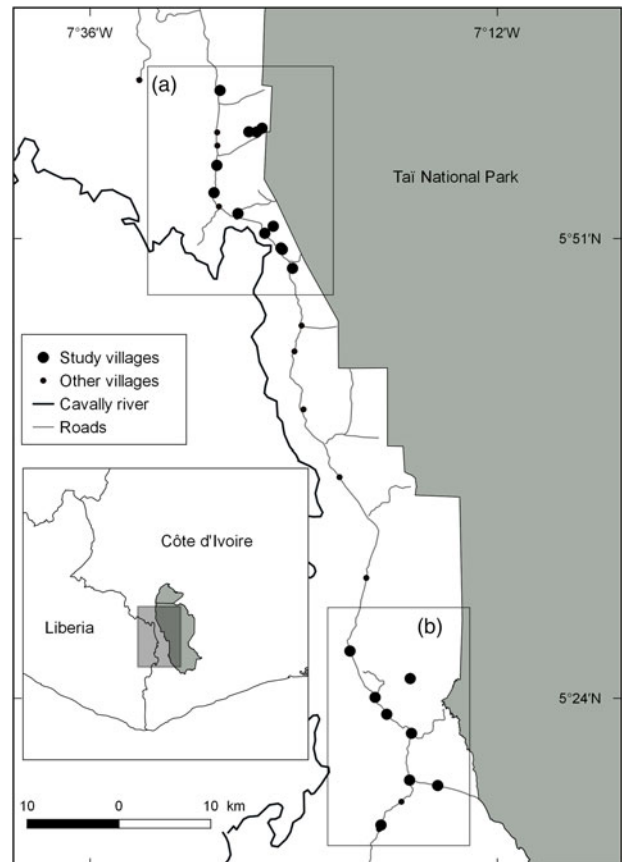 7°36'W
7°12'W
(a)
Taï National Park
5°51'N
Study villages
Other villages
Cavally river
Roads
Côte d'Ivoire
Liberia
(b)
5°24'N
10 0 10 km